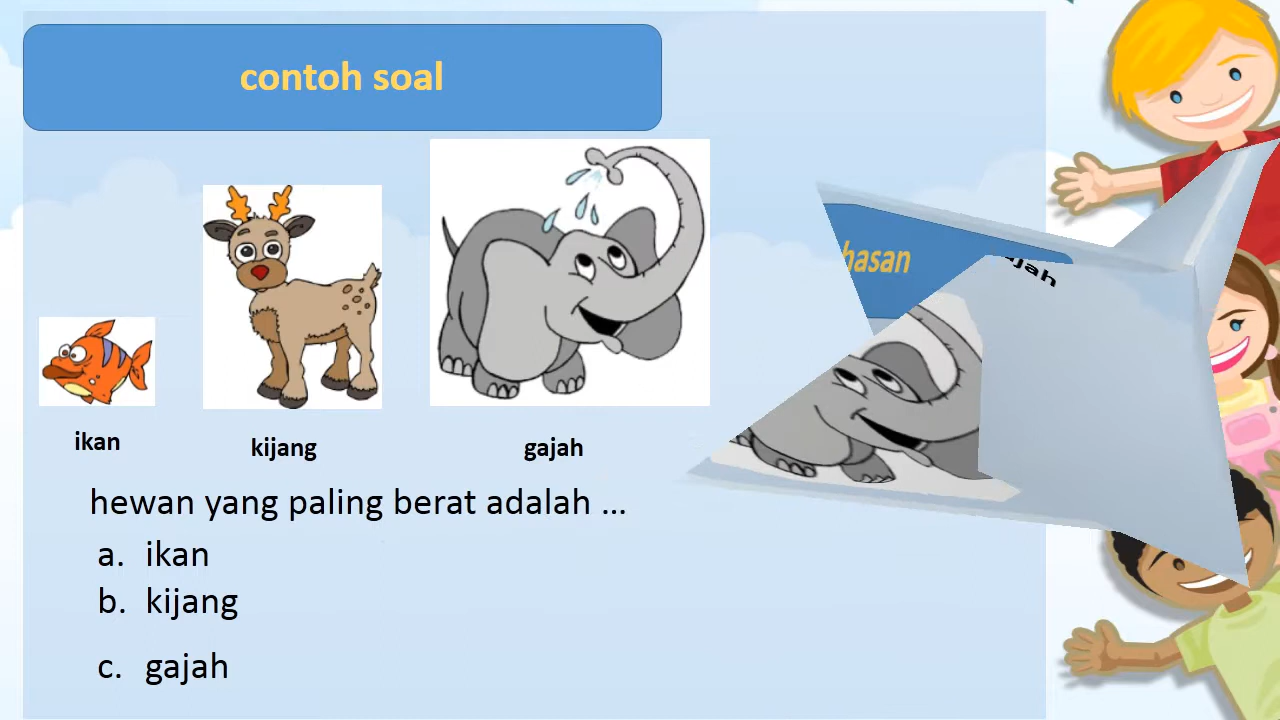 contoh soal
ikan
kijang
gajah
hewan yang paling berat adalah ...
a. ikan
b. kijang
c. gajah